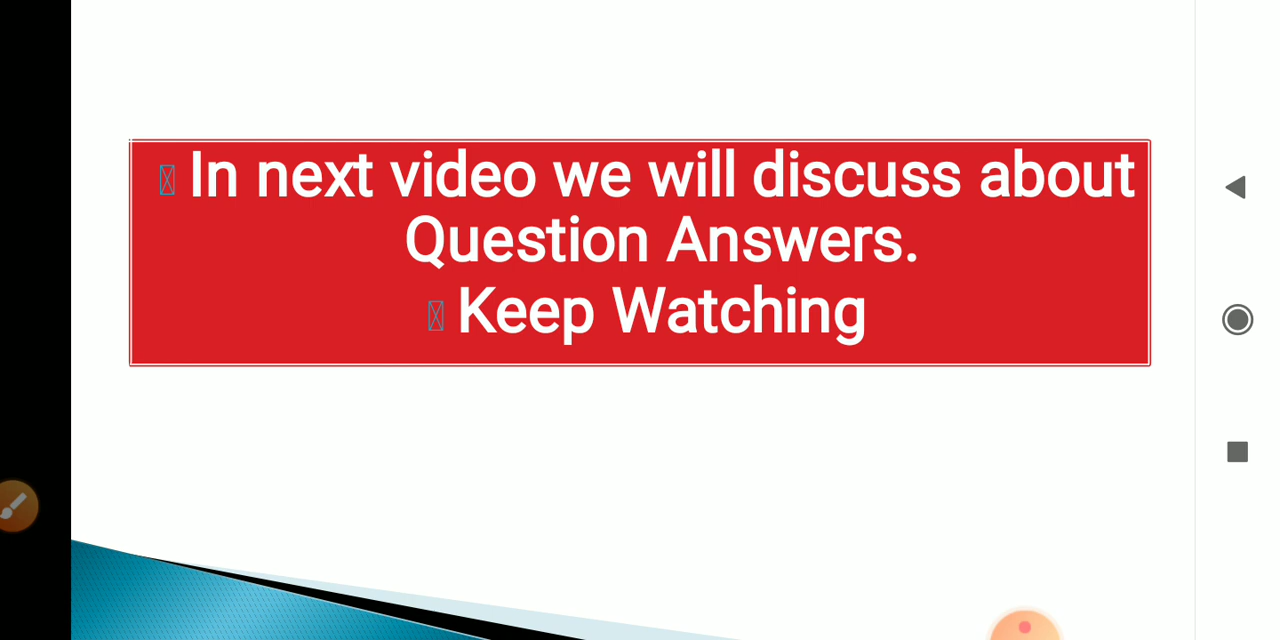 In next video we will discuss about
Question Answers.
Keep Watching